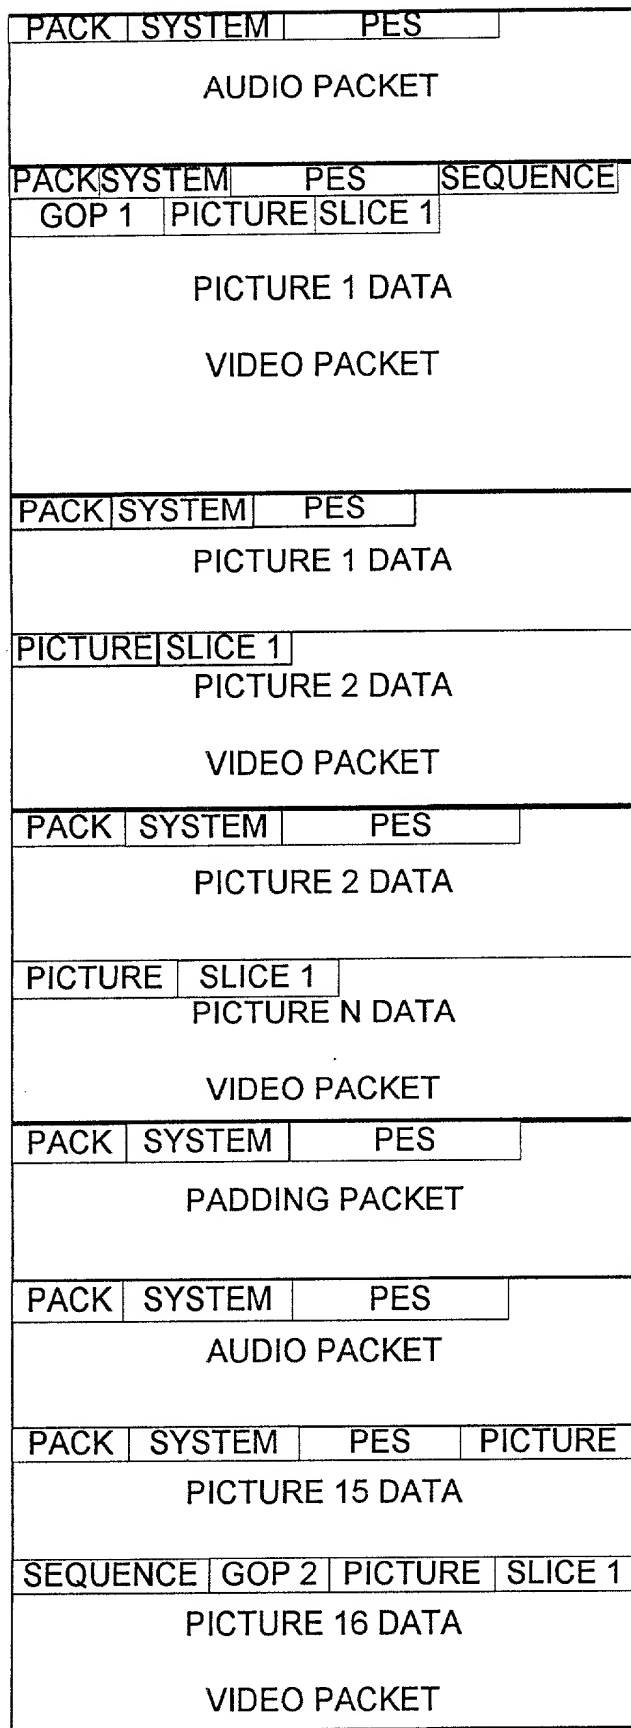 PACK SYSTEM PES
AUDIO PACKET
PACK SYSTEM PES SEQUENCE
GOP 1 PICTURE SLICE 1
PICTURE 1 DATA
VIDEO PACKET
PACK SYSTEM PES
PICTURE 1 DATA
PICTURE SLICE 1
PICTURE 2 DATA
VIDEO PACKET
PACK SYSTEM PES
PICTURE 2 DATA
PICTURE SLICE 1
PICTURE N DATA
VIDEO PACKET
PACK SYSTEM PES
PADDING PACKET
PACK SYSTEM PES
AUDIO PACKET
PACK SYSTEM PES PICTURE
PICTURE 15 DATA
SEQUENCE GOP 2 PICTURE SLICE 1
PICTURE 16 DATA
VIDEO PACKET